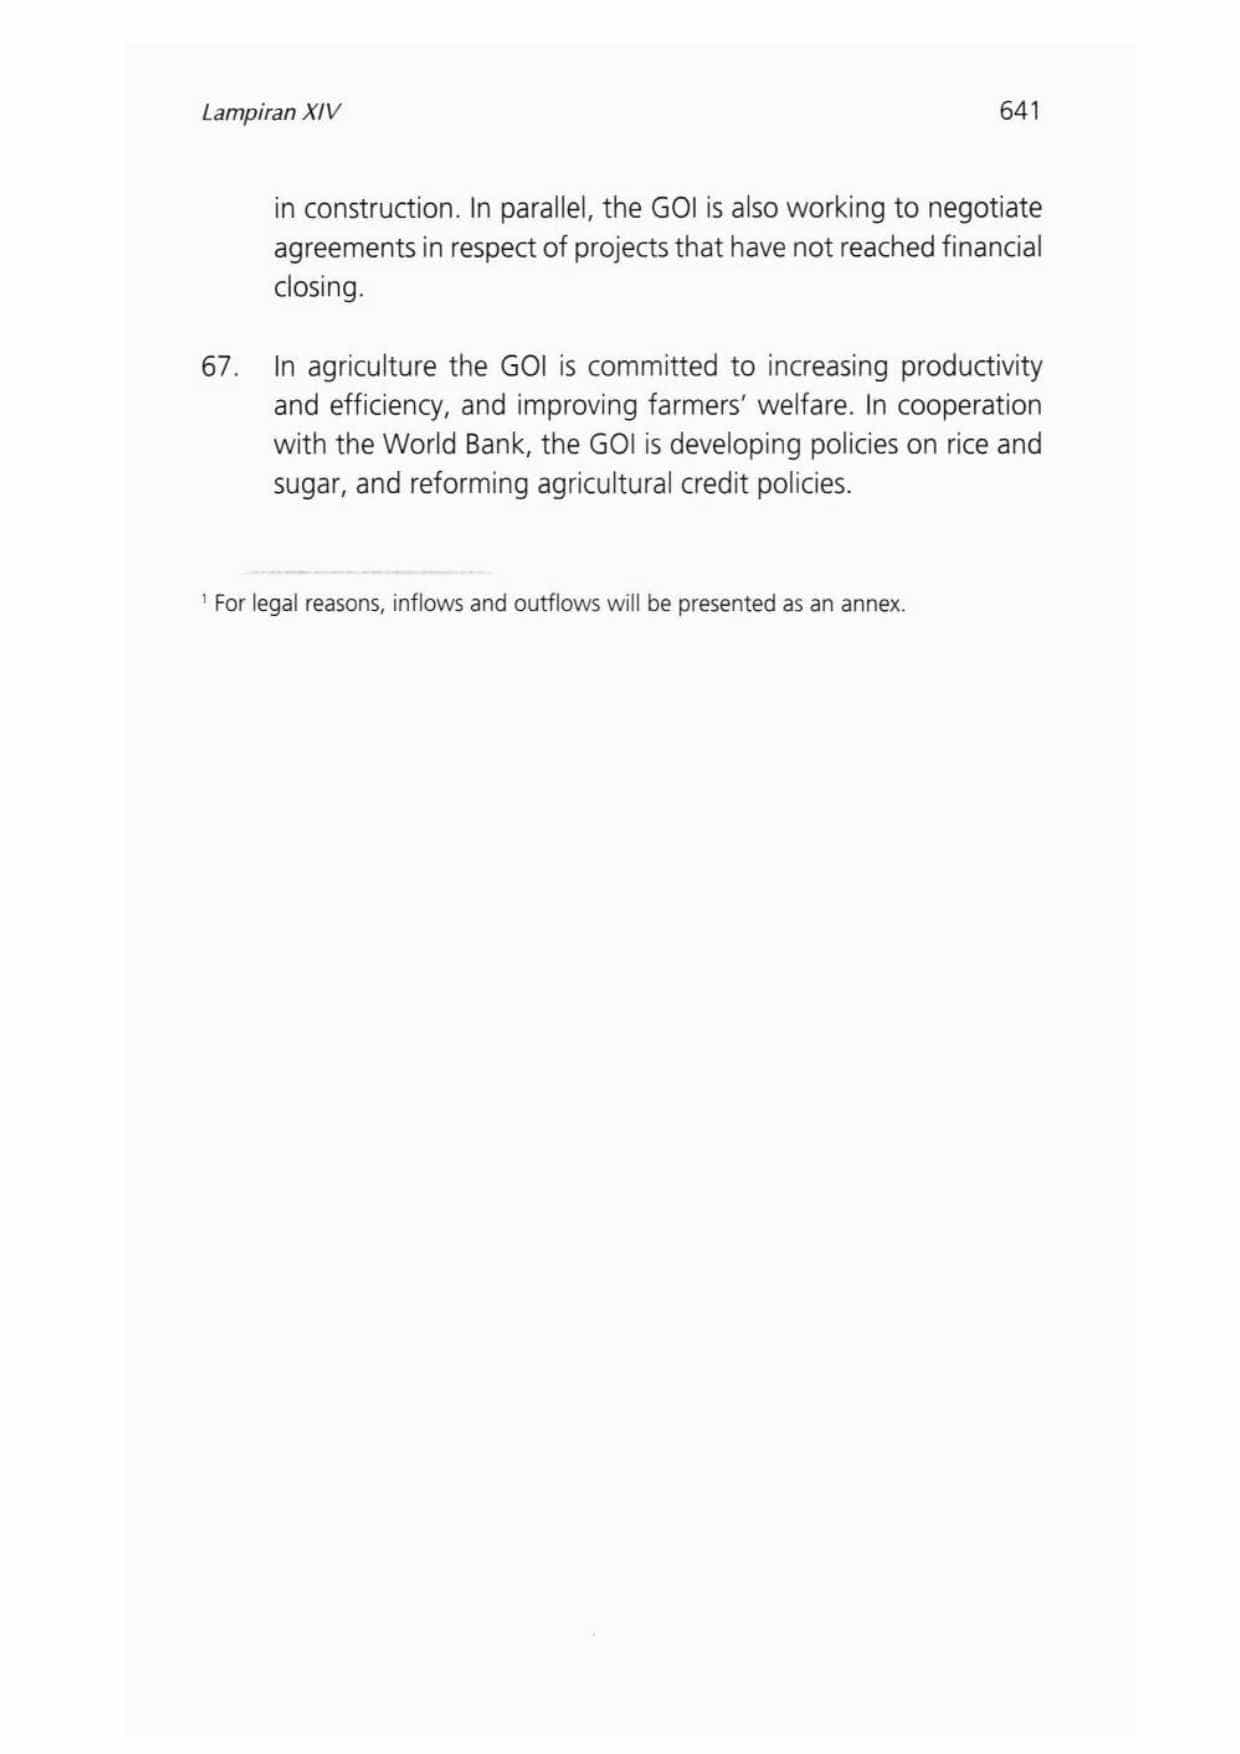 Lampiran XIV 641
in construction. In parallel, the GOI is also working to negotiate
agreements in respect of projects that have not reached financial
closing.
67. In agriculture the GOI is committed to increasing productivity
and efficiency, and improving farmers' welfare. In cooperation
with the World Bank, the GOI is developing policies on rice and
sugar, and reforming agricultural credit policies.
¹ For legal reasons, inflows and outflows will be presented as an annex.